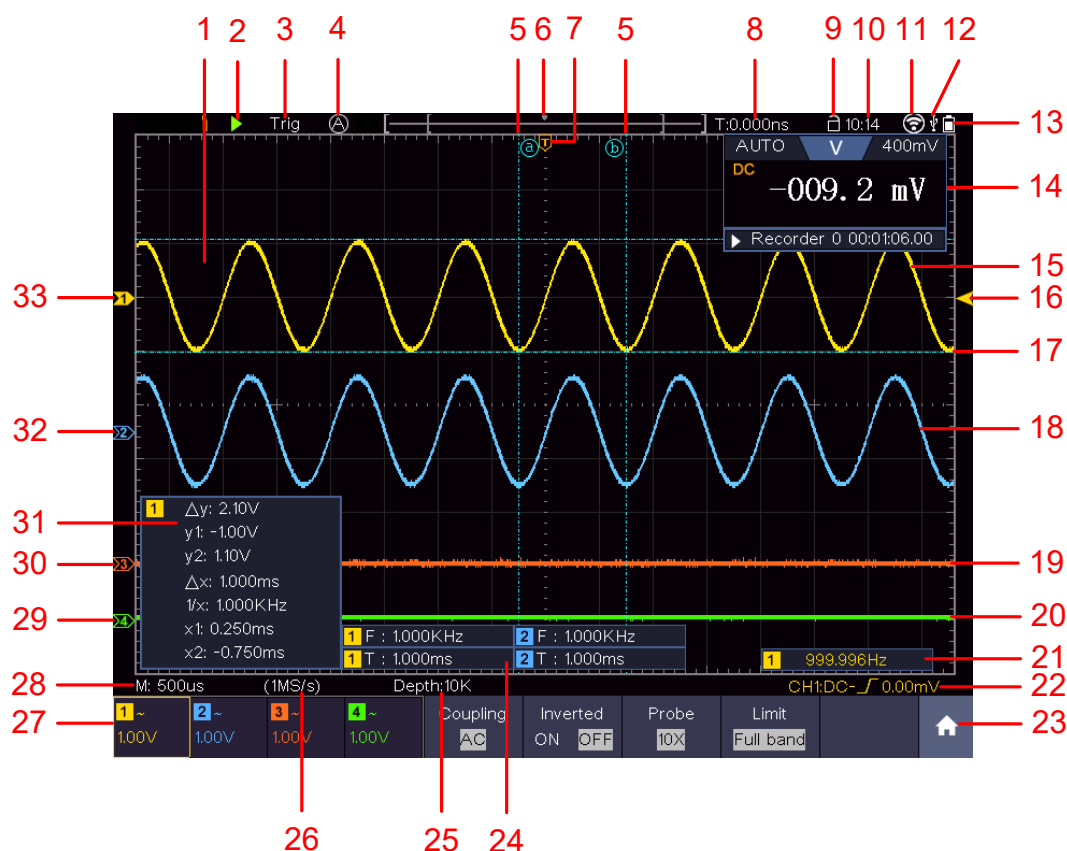 1 2 3 4 5 6 7 5 8 9 10 11 12
Trig A T:0.000ns 10:14
13
a T b
AUTO V 400mV
DC
-009.2 mV
14
Recorder 0 00:01:06.00
15
33 1 16
17
32 2 18
1 △y: 2.10V
31
y1: -1.00V
y2: 1.10V
30 3 19
△x: 1.000ms
1/x: 1.000KHz
29 4 20
x1: 0.250ms
x2: -0.750ms
1 F : 1.000KHz 2 F : 1.000KHz
1 T : 1.000ms 2 T : 1.000ms
1 999.996Hz 21
28 M: 500us (1MS/s) Depth:10K CH1:DC- 0.00mV 22
27 1 ~ 2 ~ 3 ~ 4 ~ Coupling Inverted Probe Limit 23
1.00V 1.00V 1.00V 1.00V AC ON OFF 10X Full band
26 25 24